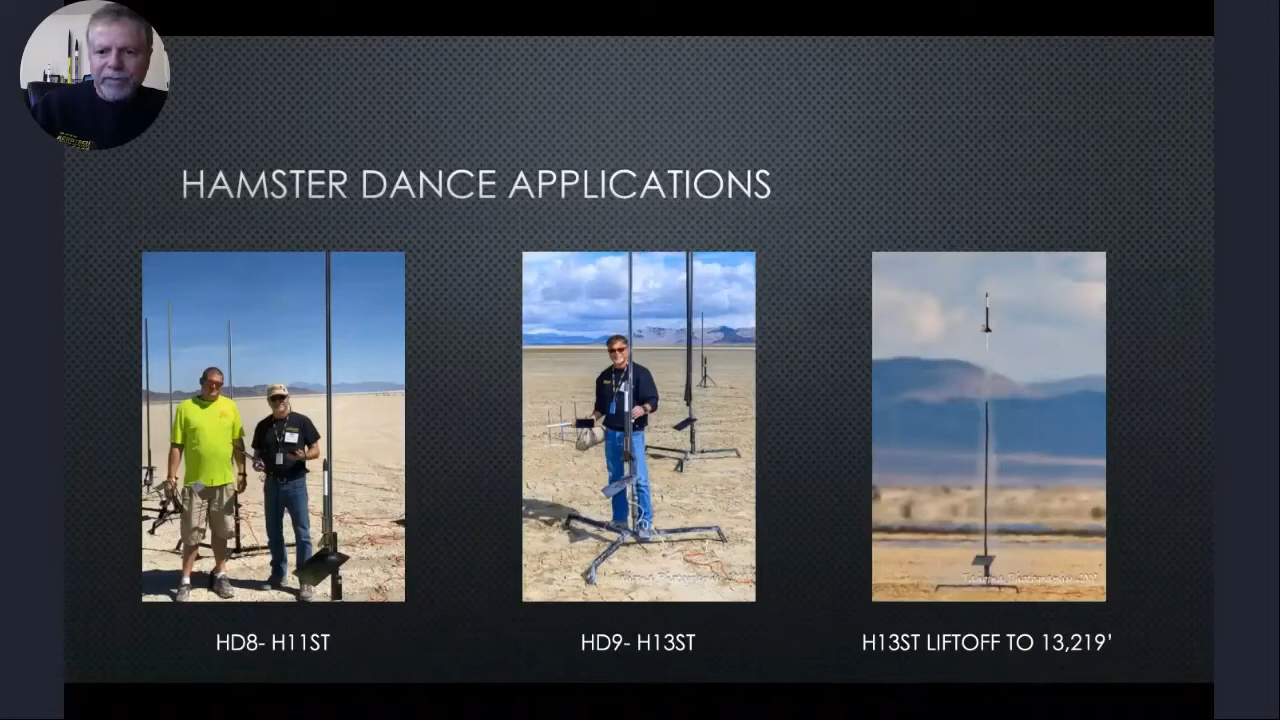 HAMSTER DANCE APPLICATIONS
HD8- H11ST
HD9- H13ST
H13ST LIFTOFF TO 13,219'